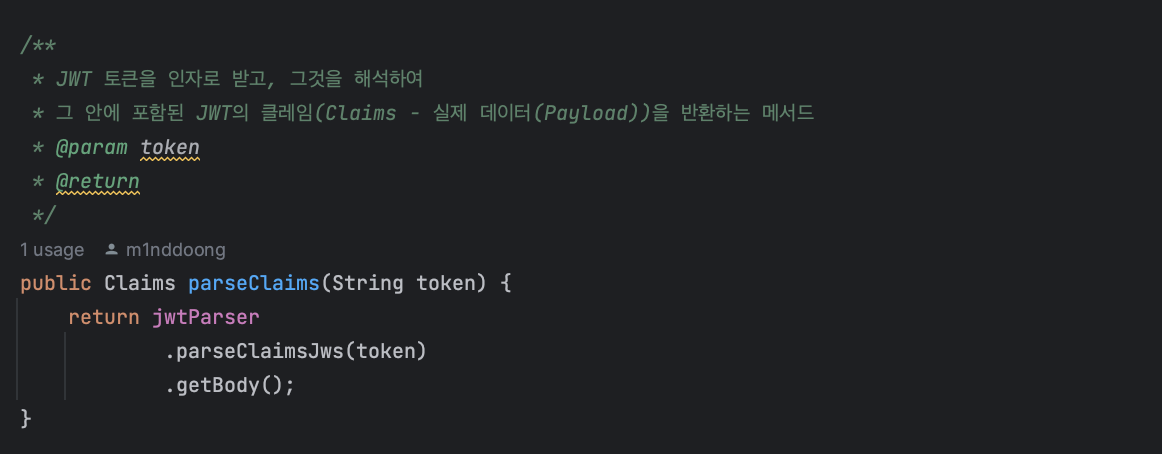 /**
* JWT 토큰을 인자로 받고, 그것을 해석하여
* 그 안에 포함된 JWT의 클레임(Claims - 실제 데이터(Payload))을 반환하는 메서드
* @param token
* @return
*/
1 usage m1nddoong
public Claims parseClaims(String token) {
return jwtParser
.parseClaimsJws(token)
.getBody();
}